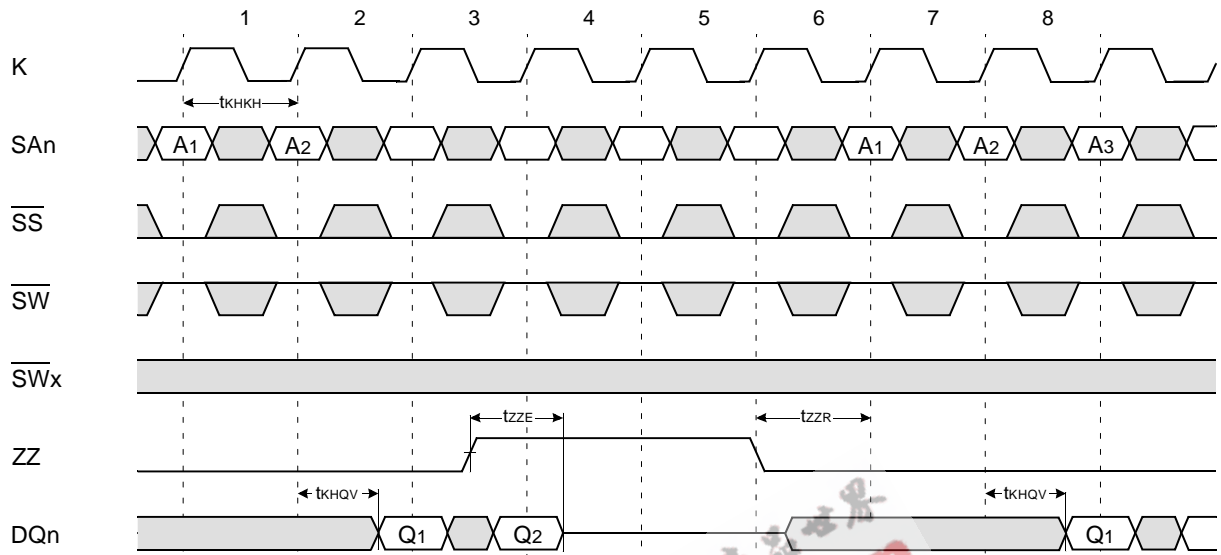 1 2 3 4 5 6 7 8
K
tKHKH
SAn A1 A2 A1 A2 A3
SS
SW
SWx
tZZE tZZR
ZZ
tKHQV tKHQV
DQn Q1 Q2 Q1